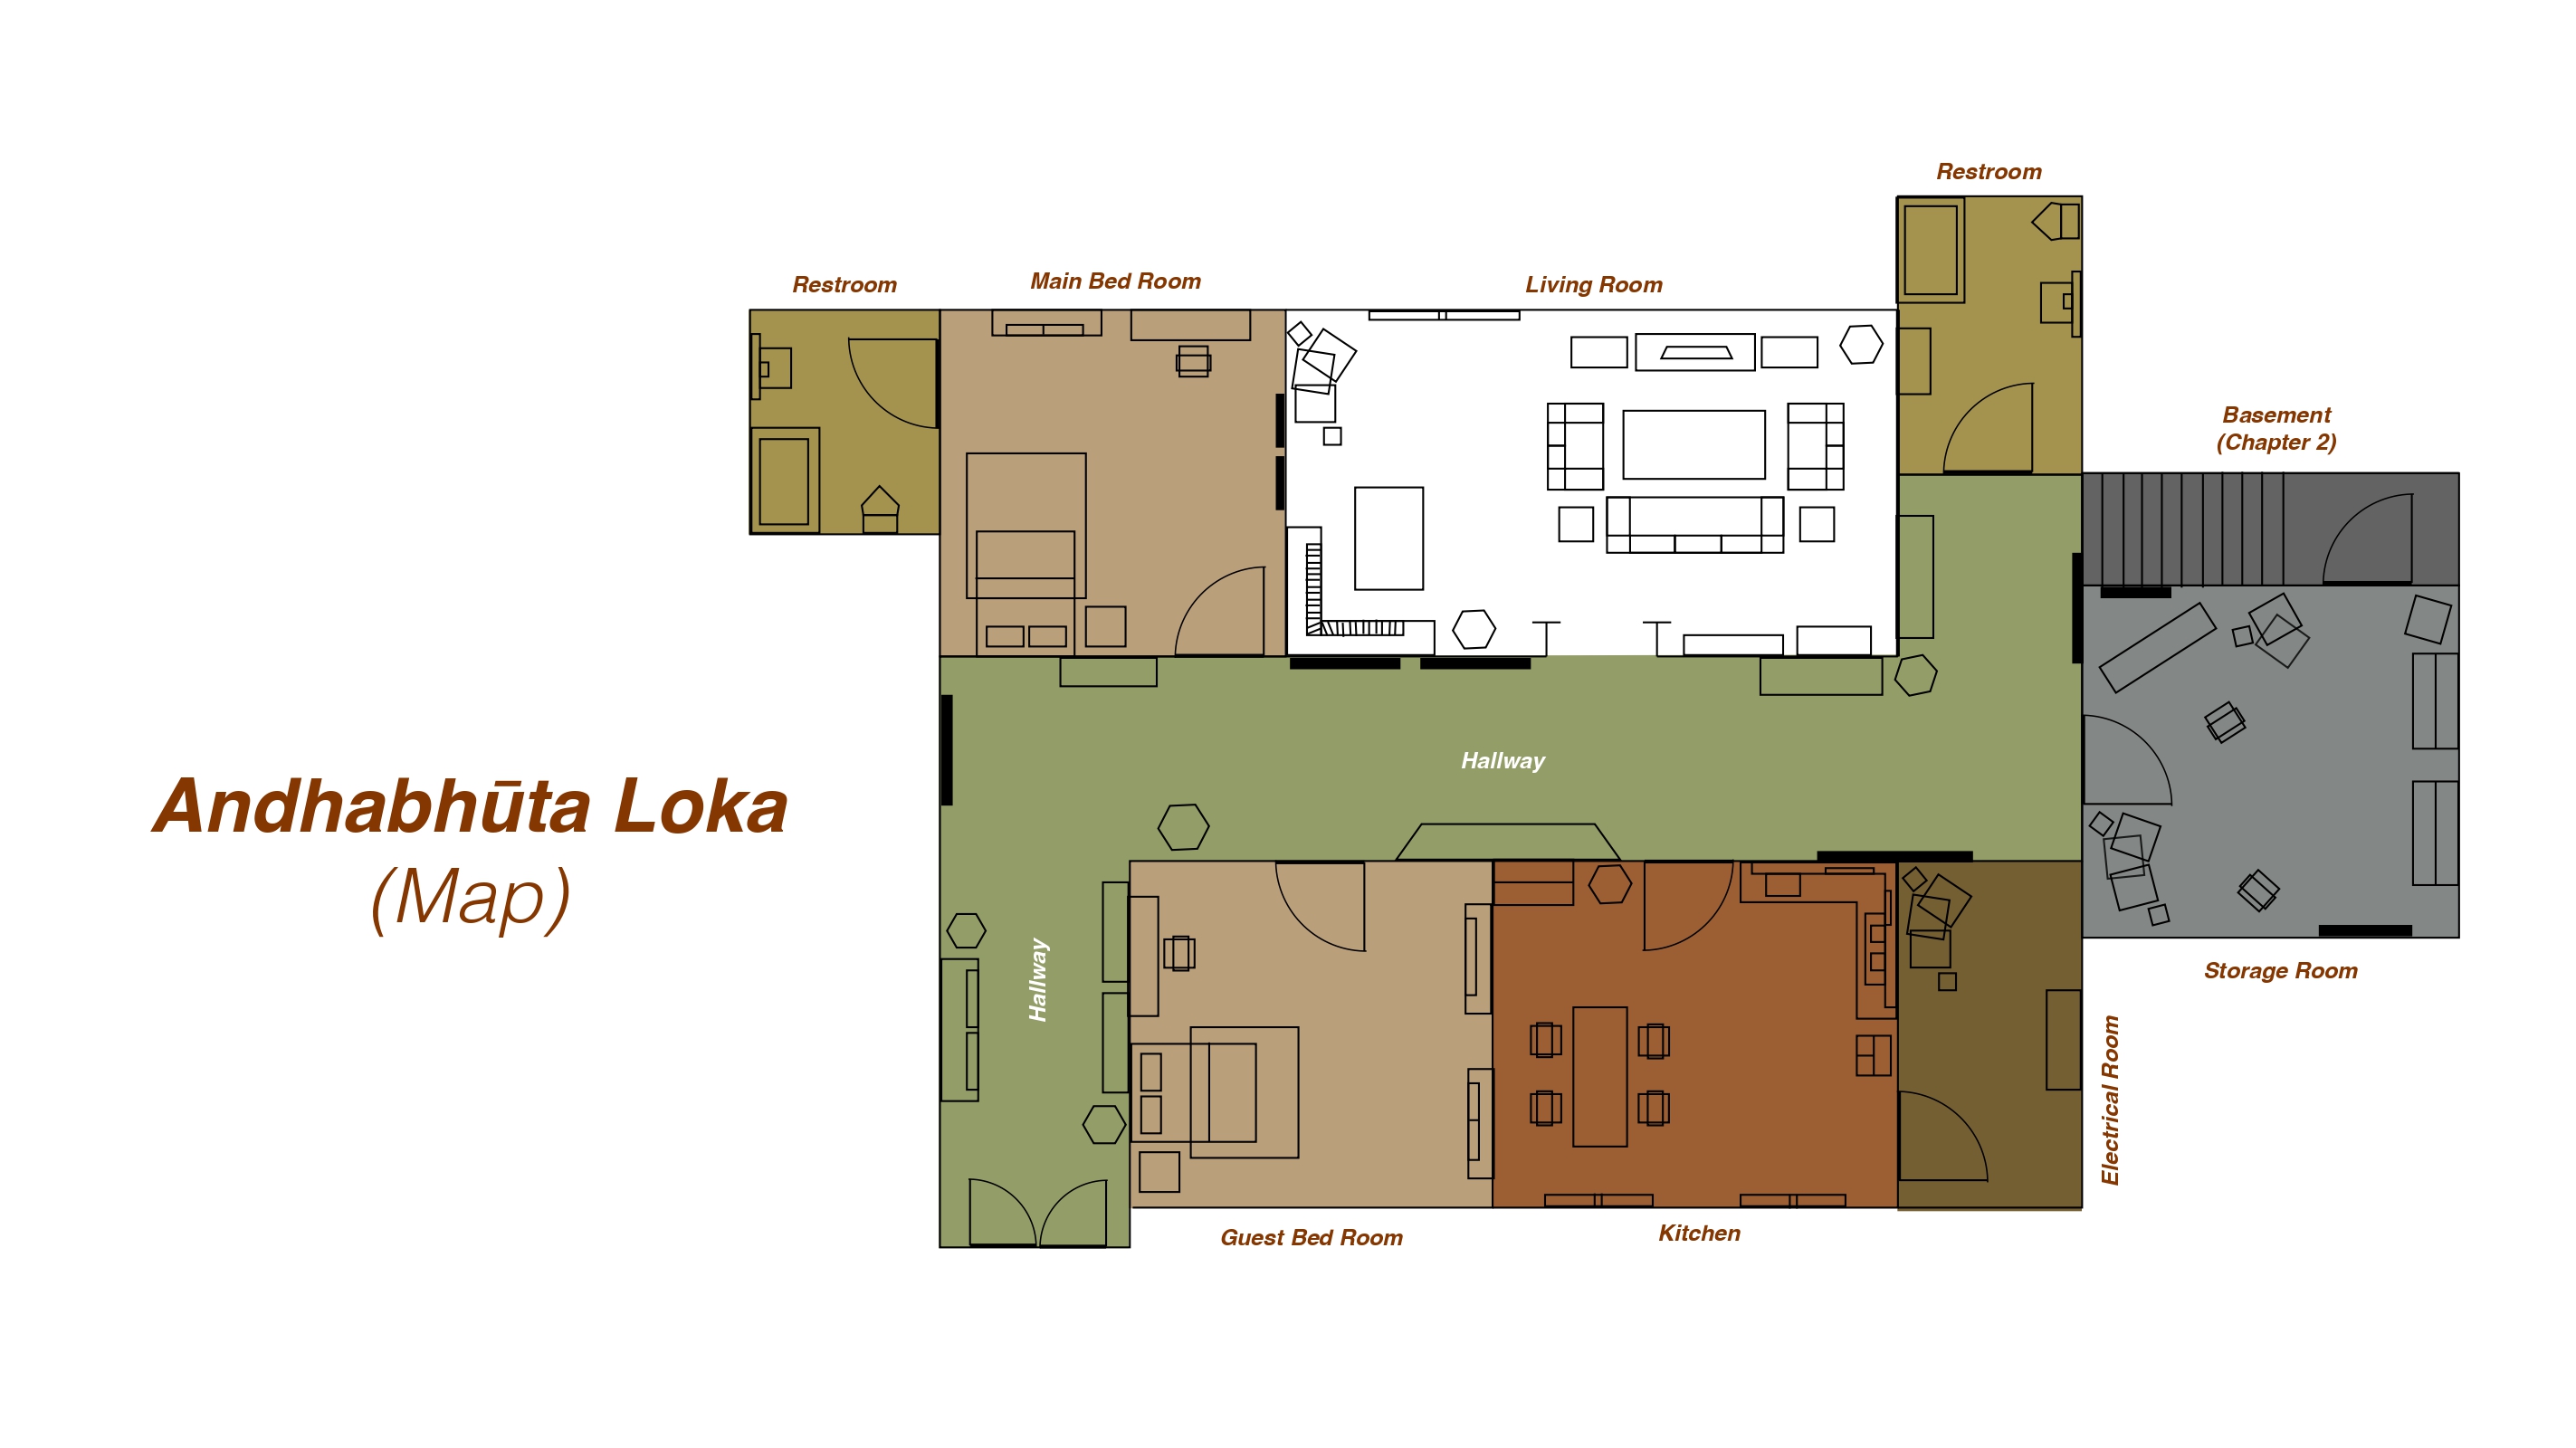 Restroom
Restroom
Main Bed Room
Living Room
Basement
(Chapter 2)
Hallway
Andhabhūta Loka
(Map)
Hallway
Storage Room
Electrical Room
Guest Bed Room
Kitchen